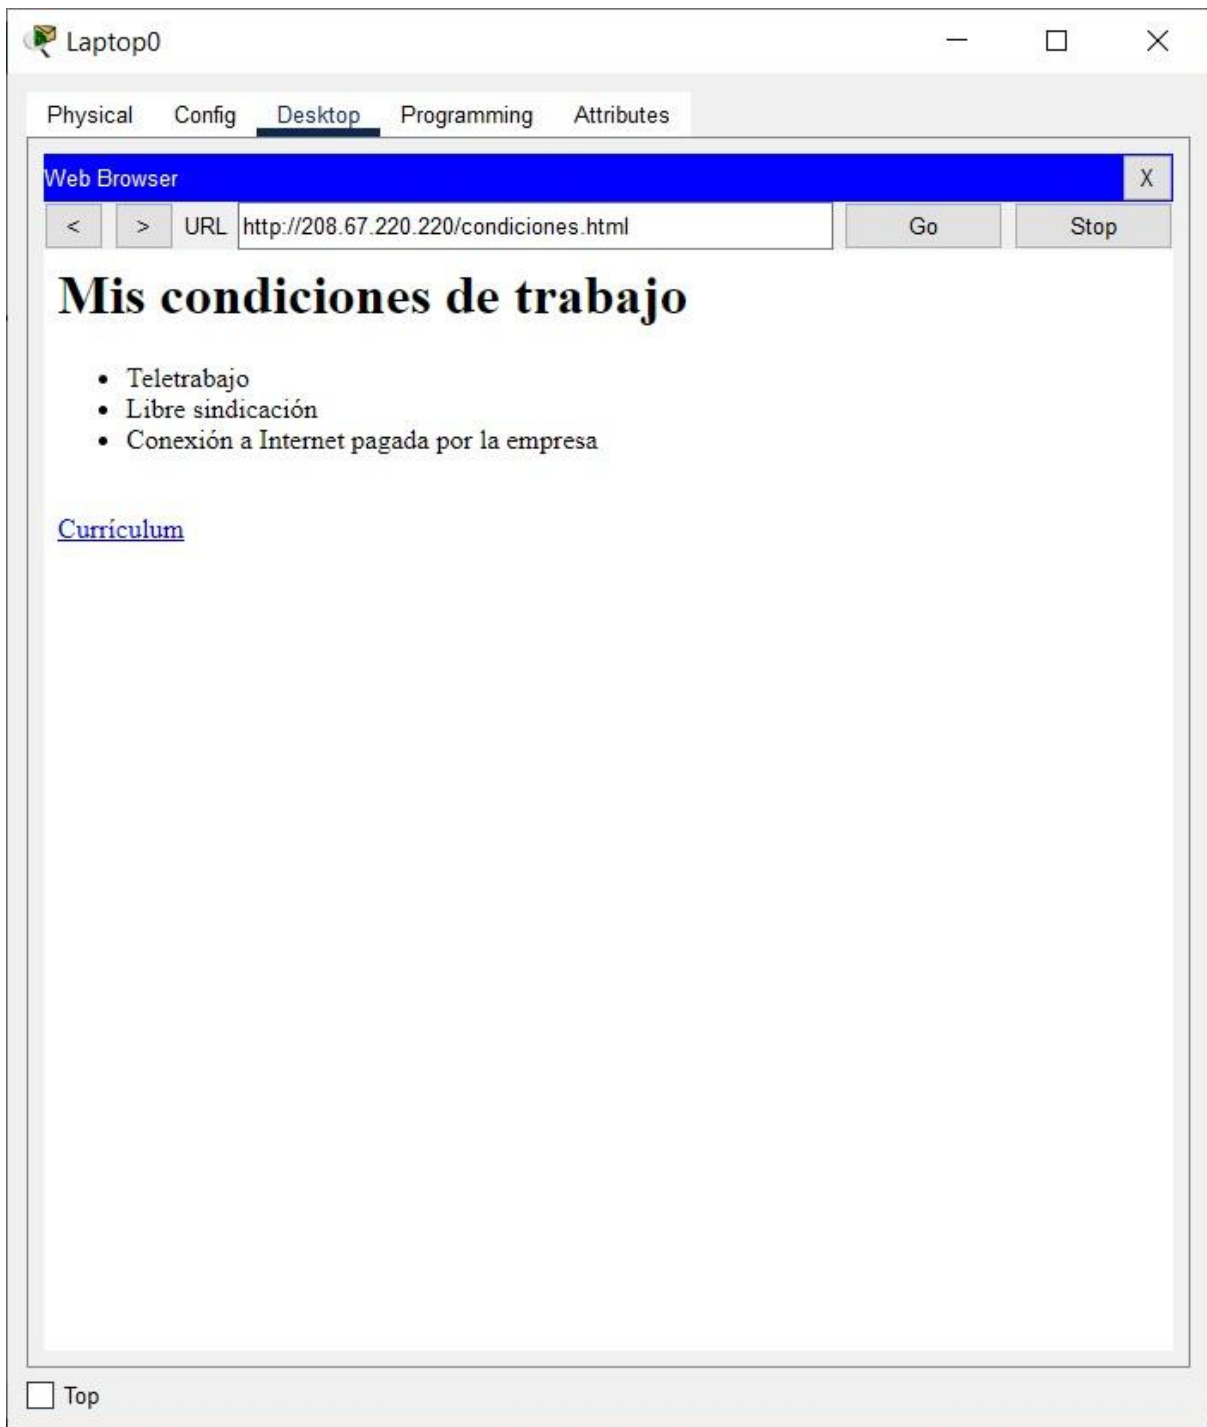 Laptop0
Physical Config Desktop Programming Attributes
Web Browser X
< > URL http://208.67.220.220/condiciones.html Go Stop
Mis condiciones de trabajo
• Teletrabajo
• Libre sindicación
• Conexión a Internet pagada por la empresa
Currículum
Top